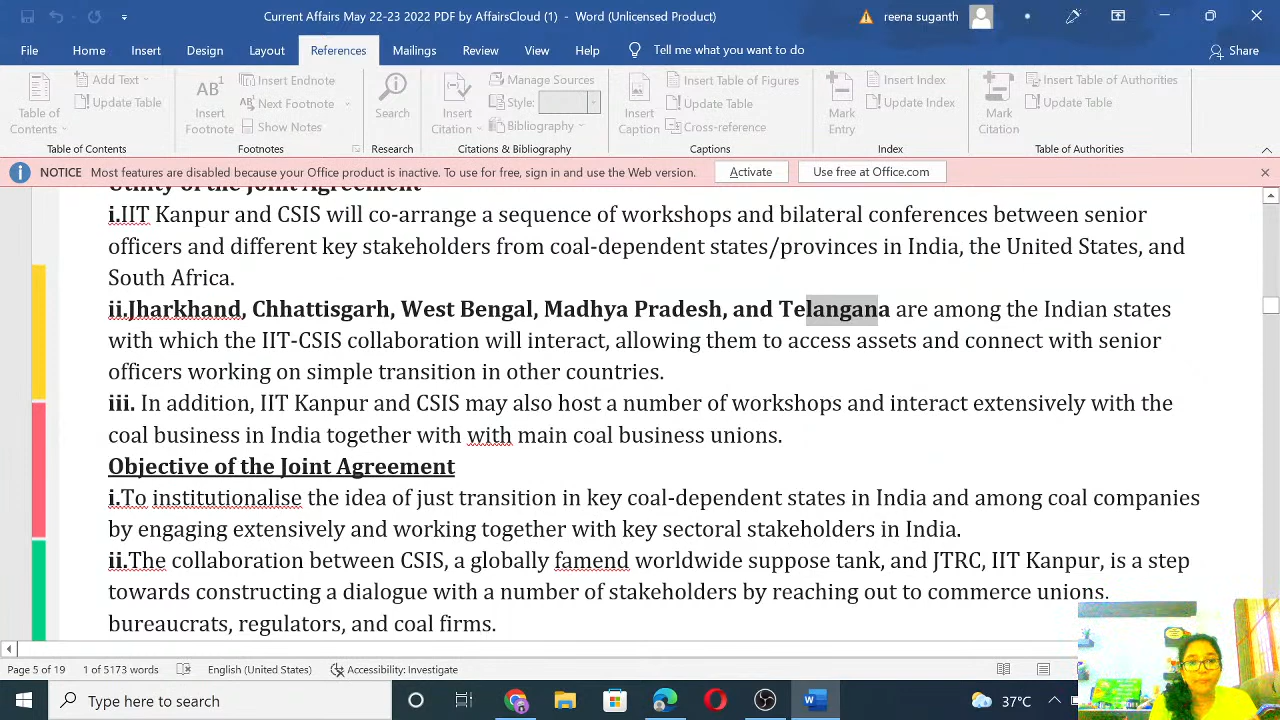 Current Affairs May 22-23 2022 PDF by AffairsCloud (1) - Word (Unlicensed Product)
reena suganth
File Home Insert Design Layout References Mailings Review View Help Tell me what you want to do Share
Table of Contents
Add Text
Update Table
Table of Contents
AB1 Insert Footnote
Insert Endnote
Next Footnote
Show Notes
Footnotes
Search
Research
Insert Citation
Manage Sources
Style:
Bibliography
Citations & Bibliography
Insert Caption
Insert Table of Figures
Update Table
Cross-reference
Captions
Mark Entry
Insert Index
Update Index
Index
Mark Citation
Insert Table of Authorities
Update Table
Table of Authorities
NOTICE Most features are disabled because your Office product is inactive. To use for free, sign in and use the Web version. Activate Use free at Office.com
Utility of the Joint Agreement
i.IIT Kanpur and CSIS will co-arrange a sequence of workshops and bilateral conferences between senior
officers and different key stakeholders from coal-dependent states/provinces in India, the United States, and
South Africa.
ii.Jharkhand, Chhattisgarh, West Bengal, Madhya Pradesh, and Telangana are among the Indian states
with which the IIT-CSIS collaboration will interact, allowing them to access assets and connect with senior
officers working on simple transition in other countries.
iii. In addition, IIT Kanpur and CSIS may also host a number of workshops and interact extensively with the
coal business in India together with with main coal business unions.
Objective of the Joint Agreement
i.To institutionalise the idea of just transition in key coal-dependent states in India and among coal companies
by engaging extensively and working together with key sectoral stakeholders in India.
ii.The collaboration between CSIS, a globally famend worldwide suppose tank, and JTRC, IIT Kanpur, is a step
towards constructing a dialogue with a number of stakeholders by reaching out to commerce unions.
bureaucrats, regulators, and coal firms.
Page 5 of 19 1 of 5173 words English (United States) Accessibility: Investigate
Type here to search
37°C